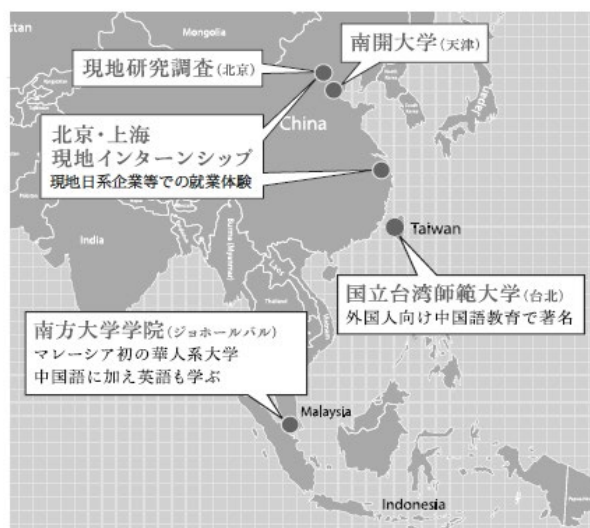 Mongolia
現地研究調査(北京)
南開大学(天津)
China
Japan
北京・上海
現地インターンシップ
現地日系企業等での就業体験
India
Burma (Myanmar)
Laos
Thailand
Taiwan
国立台湾師範大学(台北)
外国人向け中国語教育で著名
南方大学学院(ジョホールバル)
マレーシア初の華人系大学
中国語に加え英語も学ぶ
Malaysia
Indonesia